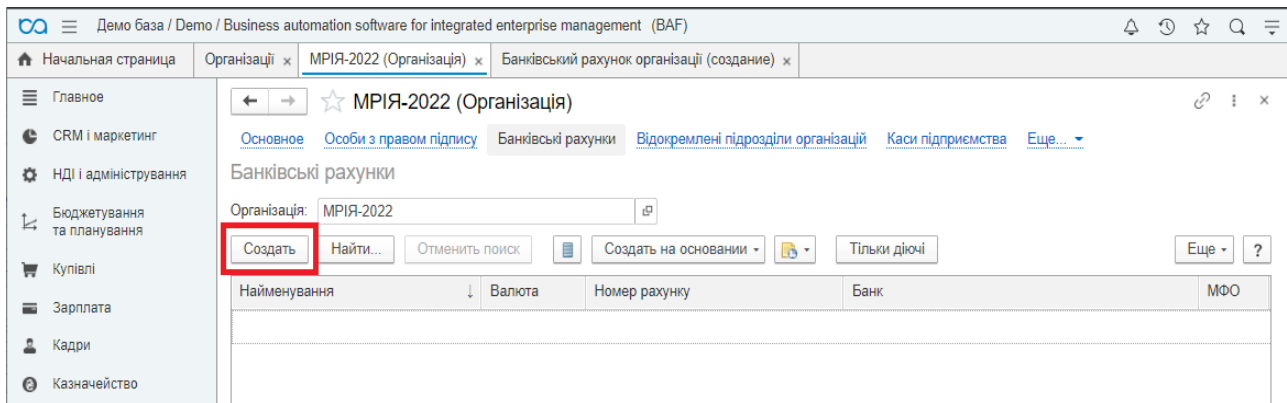 Демо база / Demo / Business automation software for integrated enterprise management (BAF)
Начальная страница Організації × МРІЯ-2022 (Організація) × Банківський рахунок організації (создание) ×
Главное
CRM і маркетинг
НДІ і адміністрування
Бюджетування
та планування
Купівлі
Зарплата
Кадри
Казначейство
МРІЯ-2022 (Організація)
Основное Особи з правом підпису Банківські рахунки Відокремлені підрозділи організацій Каси підприємства Еще...
Банківські рахунки
Організація: МРІЯ-2022
Создать Найти... Отменить поиск Создать на основании Тільки діючі Еще ?
Найменування ↓ Валюта Номер рахунку Банк МФО